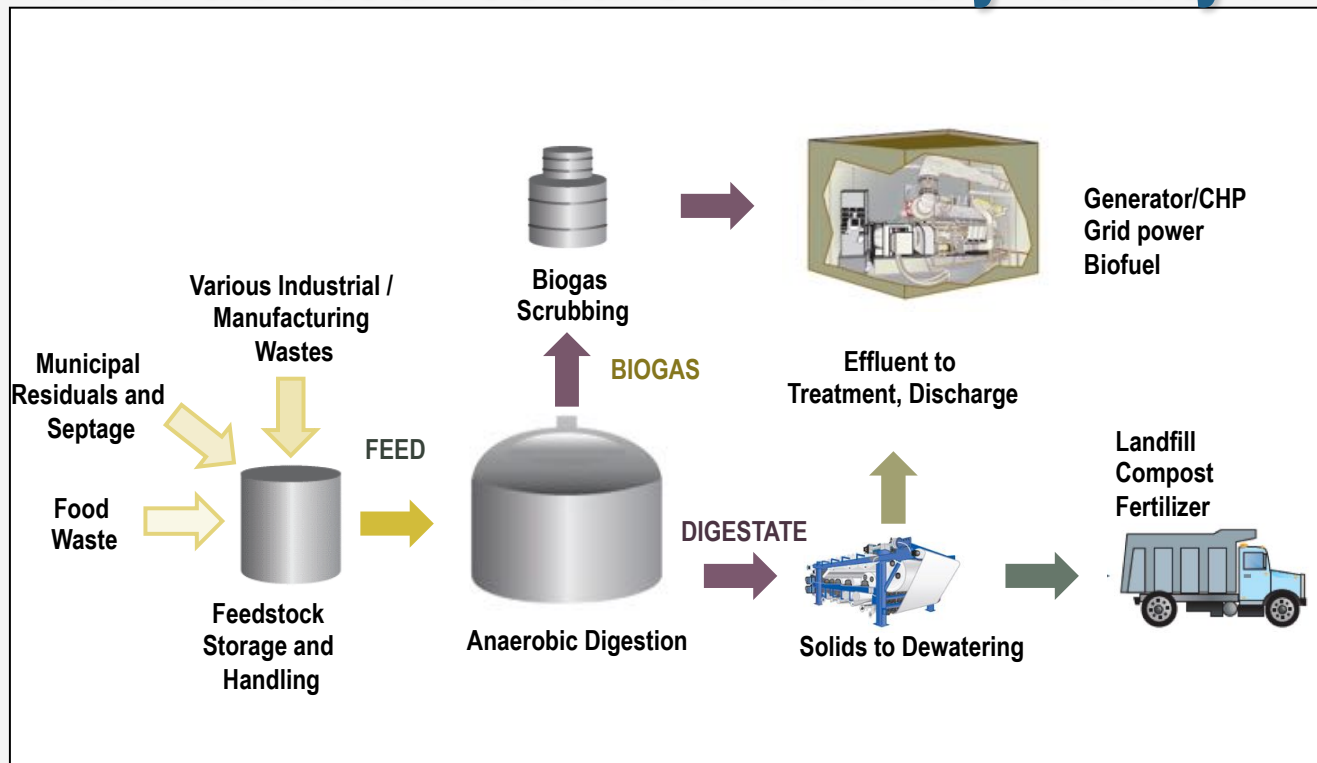 Various Industrial /
Manufacturing
Wastes
Municipal
Residuals and
Septage
Food
Waste
Feedstock
Storage and
Handling
FEED
Biogas
Scrubbing
BIOGAS
Anaerobic Digestion
DIGESTATE
Generator/CHP
Grid power
Biofuel
Effluent to
Treatment, Discharge
Solids to Dewatering
Landfill
Compost
Fertilizer